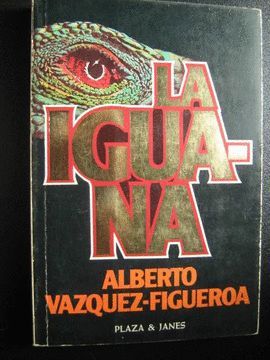 LA
IGUA-
NA
ALBERTO
VAZQUEZ-FIGUEROA
PLAZA & JANES